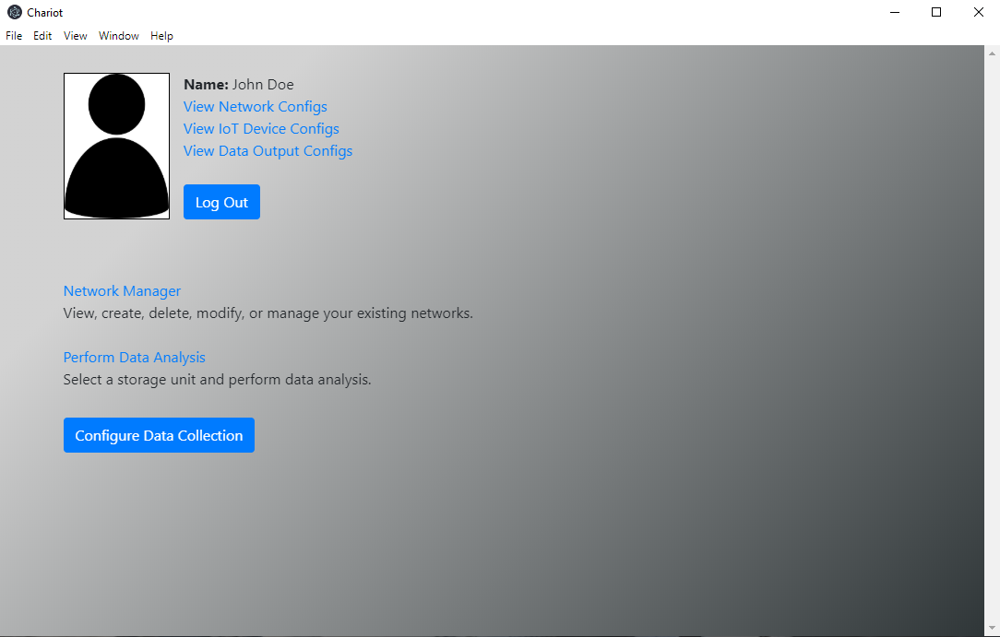 Chariot
File Edit View Window Help
Name: John Doe
View Network Configs
View IoT Device Configs
View Data Output Configs
Log Out
Network Manager
View, create, delete, modify, or manage your existing networks.
Perform Data Analysis
Select a storage unit and perform data analysis.
Configure Data Collection